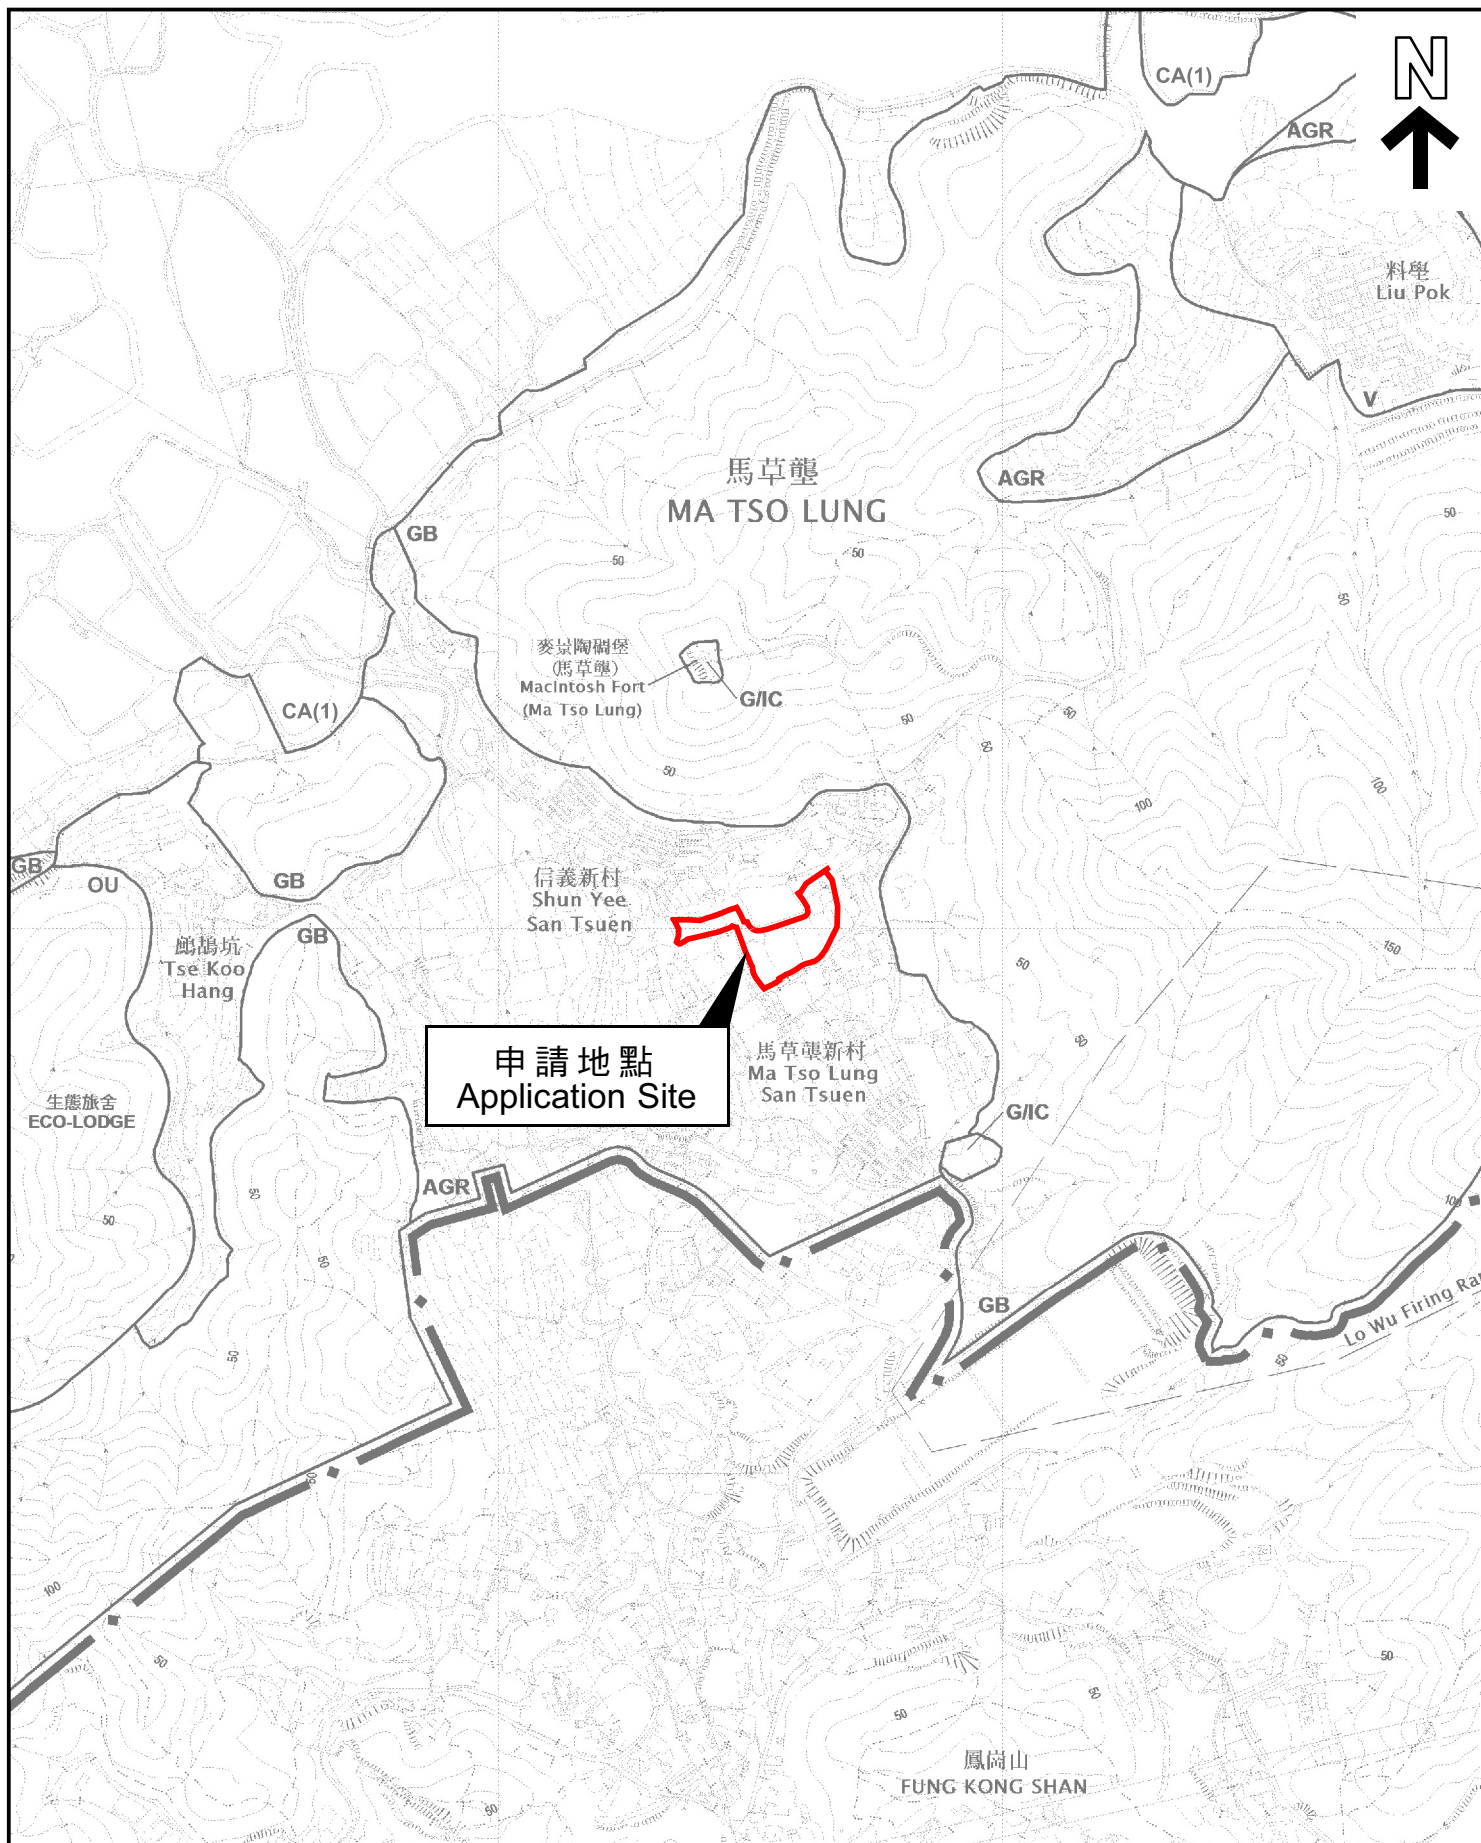 N
CA(1)
AGR
料壆
Liu Pok
V
馬草壟
MA TSO LUNG
AGR
50
GB
50
50
50
麥景陶碉堡
(馬草壟)
MacIntosh Fort
(Ma Tso Lung)
G/IC
CA(1)
50
50
50
50
100
100
GB
OU
GB
信義新村
Shun Yee
San Tsuen
GB
鷓鴣坑
Tse Koo
Hang
150
50
50
申請地點
Application Site
馬草壟新村
Ma Tso Lung
San Tsuen
生態旅舍
ECO-LODGE
G/IC
AGR
50
50
50
100
GB
Lo Wu Firing Ra
50
50
50
100
50
50
50
50
鳳崗山
FUNG KONG SHAN
50